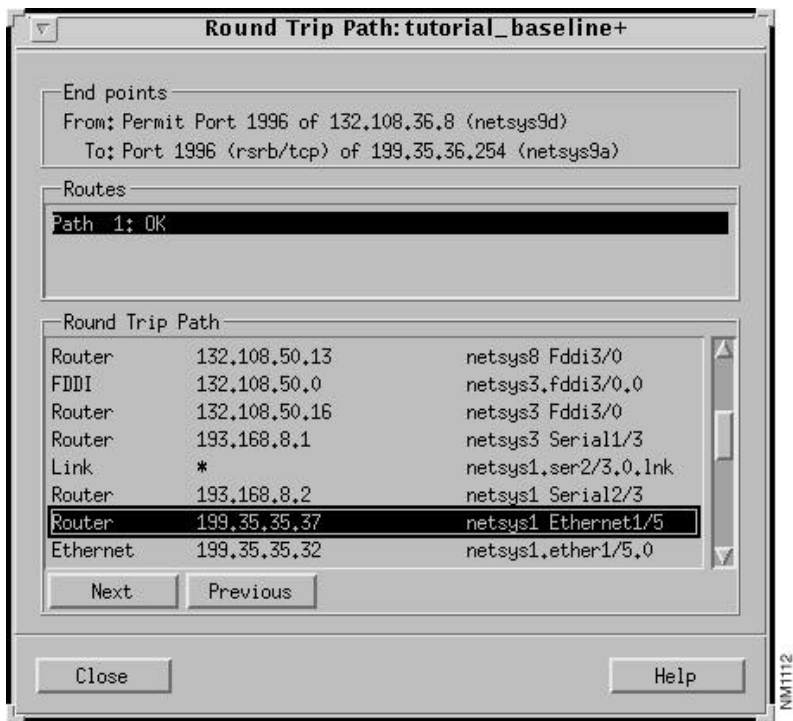 Round Trip Path:tutorial_baseline+
End points
From: Permit Port 1996 of 132.108.36.8 (netsys9d)
To: Port 1996 (rsrb/tcp) of 199.35.36.254 (netsys9a)
Routes
Path 1: OK
Round Trip Path
Router 132.108.50.13 netsys8 Fddi3/0
FDDI 132.108.50.0 netsys3.fddi3/0.0
Router 132.108.50.16 netsys3 Fddi3/0
Router 193.168.8.1 netsys3 Serial1/3
Link * netsys1.ser2/3.0.lnk
Router 193.168.8.2 netsys1 Serial2/3
Router 199.35.35.37 netsys1 Ethernet1/5
Ethernet 199.35.35.32 netsys1.ether1/5.0
Next Previous
Close Help
NM1112